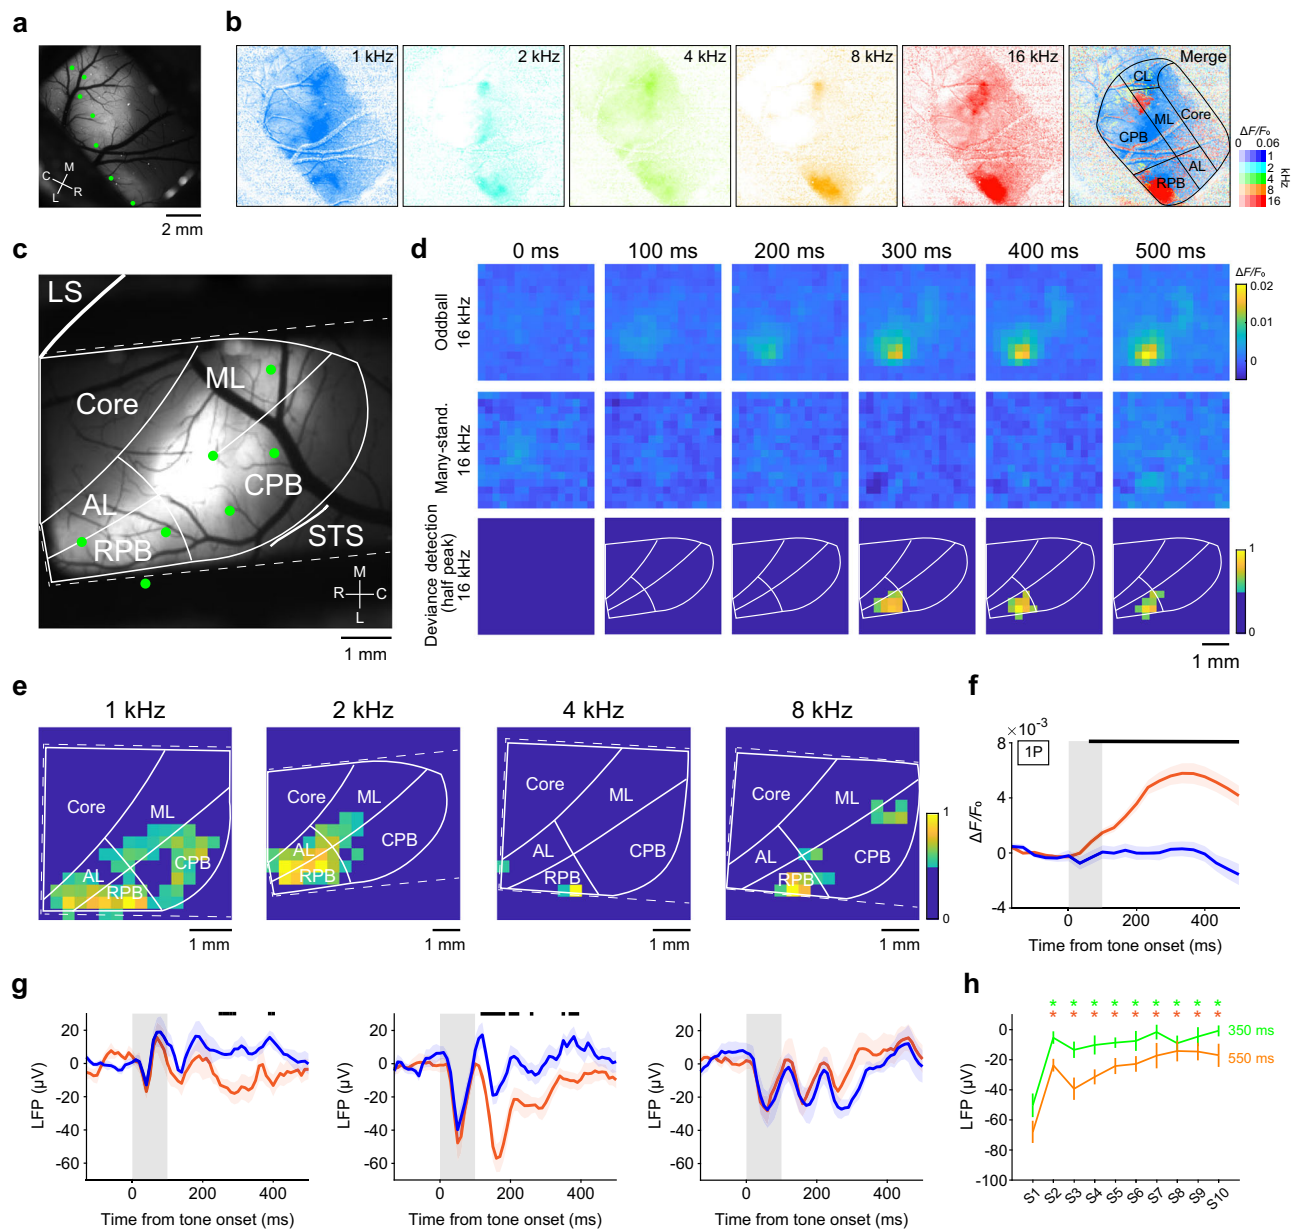 a
M
C
R
L
2 mm
b
1 kHz
2 kHz
4 kHz
8 kHz
16 kHz
Merge
CL
ML
Core
CPB
AL
RPB
ΔF/F₀
0 0.06
1
2
4
8
16
kHz
c
LS
ML
Core
CPB
AL
RPB
STS
M
R C
L
1 mm
d
0 ms
100 ms
200 ms
300 ms
400 ms
500 ms
Oddball
16 kHz
ΔF/F₀
0.02
0.01
0
Many-stand.
16 kHz
Deviance detection
(half peak)
16 kHz
1
0
1 mm
e
1 kHz
Core
ML
AL
CPB
RPB
1 mm
2 kHz
Core
ML
AL
CPB
RPB
1 mm
4 kHz
Core
ML
AL
CPB
RPB
1 mm
8 kHz
Core
ML
AL
CPB
RPB
1 mm
1
0
f
×10⁻³
8
1P
4
0
-4
ΔF/F₀
0 200 400
Time from tone onset (ms)
g
20
0
-20
-40
-60
LFP (µV)
0 200 400
Time from tone onset (ms)
20
0
-20
-40
-60
LFP (µV)
0 200 400
Time from tone onset (ms)
20
0
-20
-40
-60
LFP (µV)
0 200 400
Time from tone onset (ms)
h
* * * * * * * * *
* * * * * * * * *
0
-20
-40
-60
-80
-100
LFP (µV)
350 ms
550 ms
S1 S2 S3 S4 S5 S6 S7 S8 S9 S10